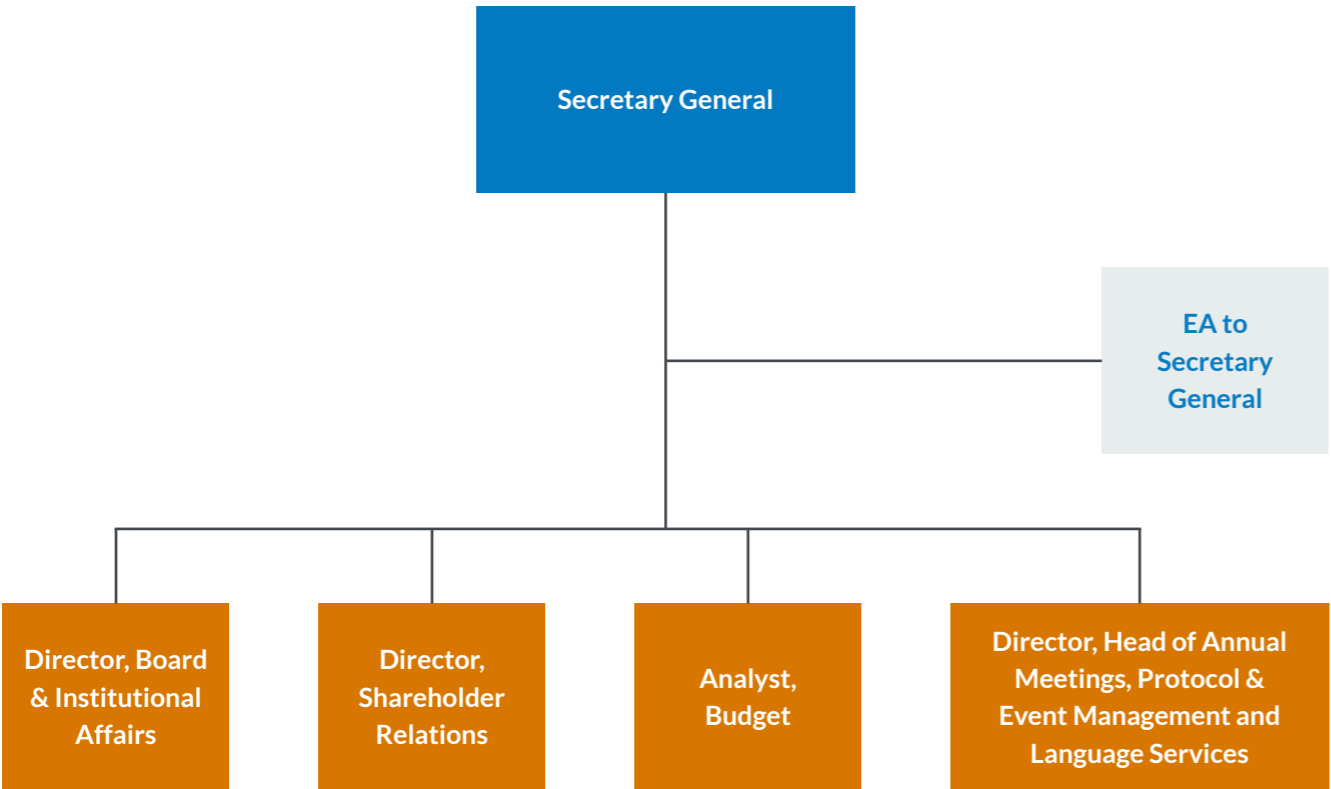 Secretary General
EA to
Secretary
General
Director, Board
& Institutional
Affairs
Director,
Shareholder
Relations
Analyst,
Budget
Director, Head of Annual
Meetings, Protocol &
Event Management and
Language Services